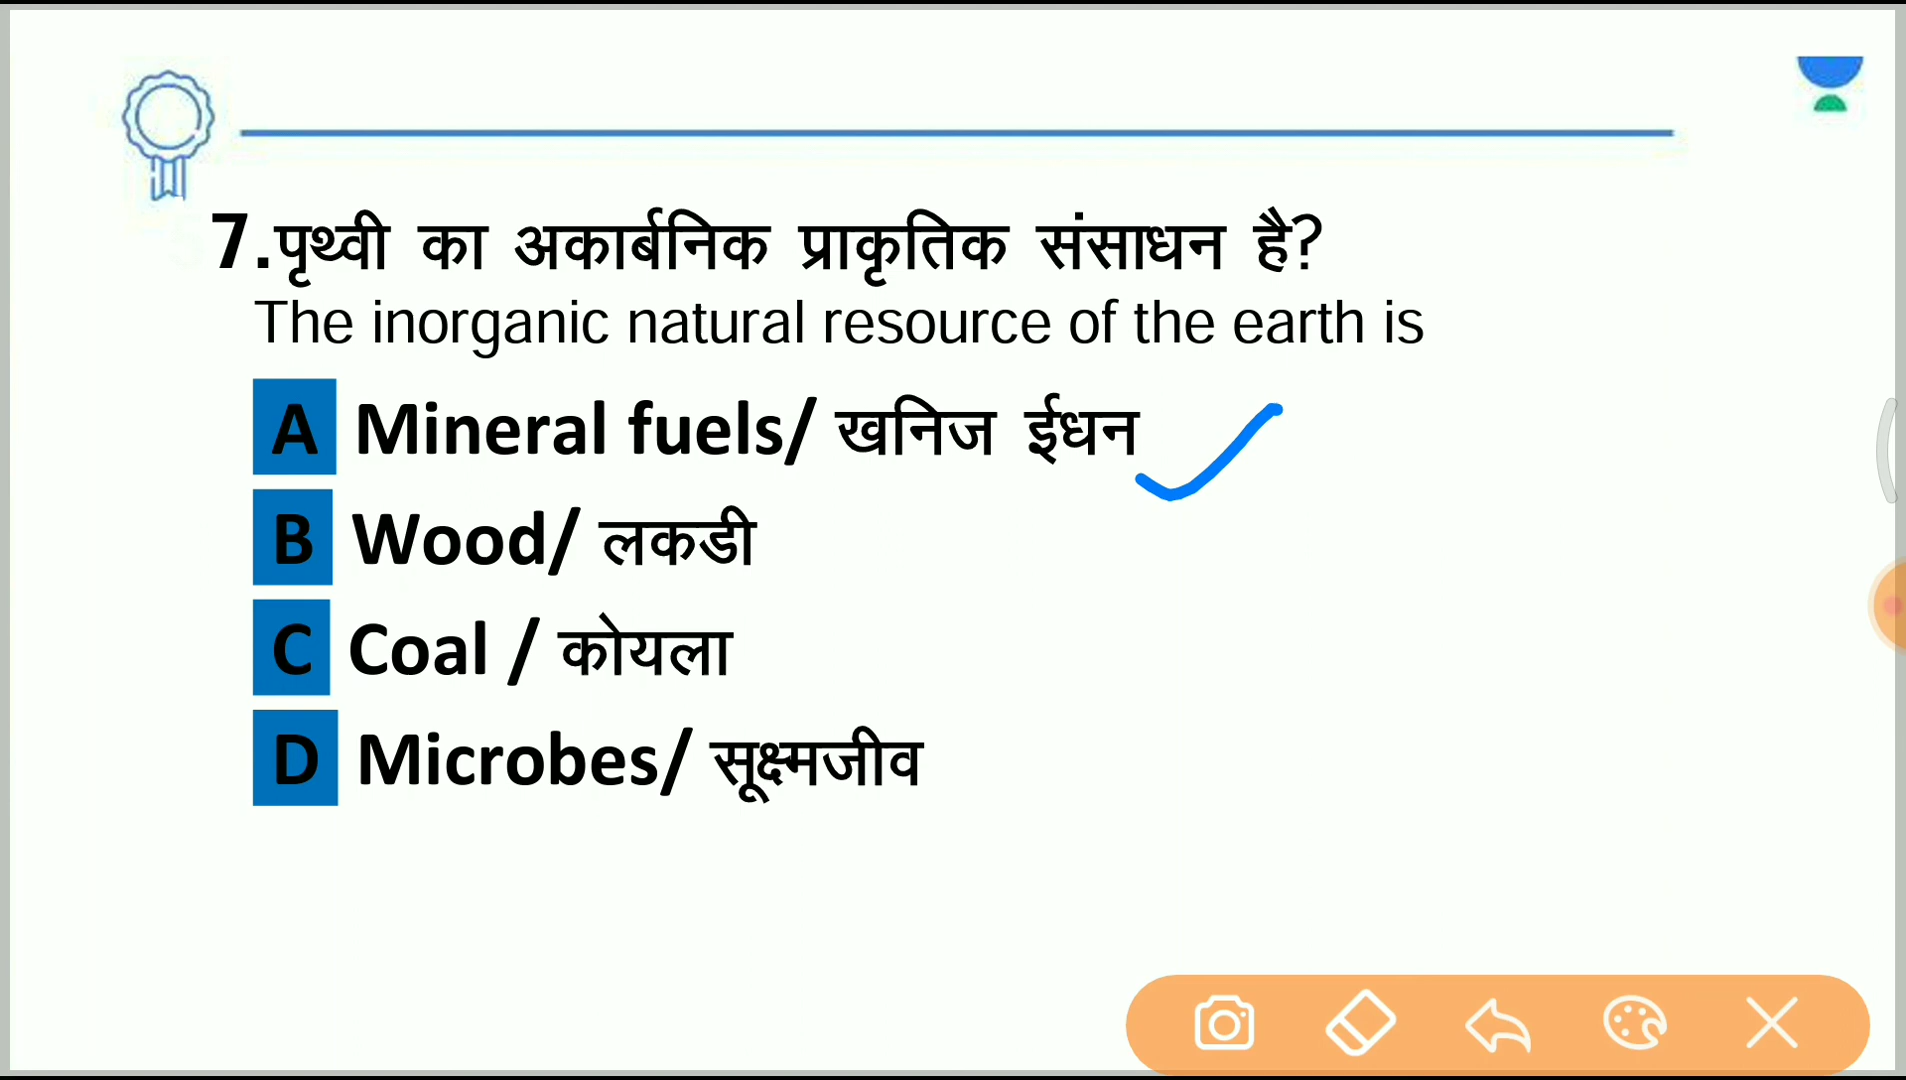 7.पृथ्वी का अकार्बनिक प्राकृतिक संसाधन है?
The inorganic natural resource of the earth is
A Mineral fuels/ खनिज ईधन
B Wood/ लकडी
C Coal / कोयला
D Microbes/ सूक्ष्मजीव